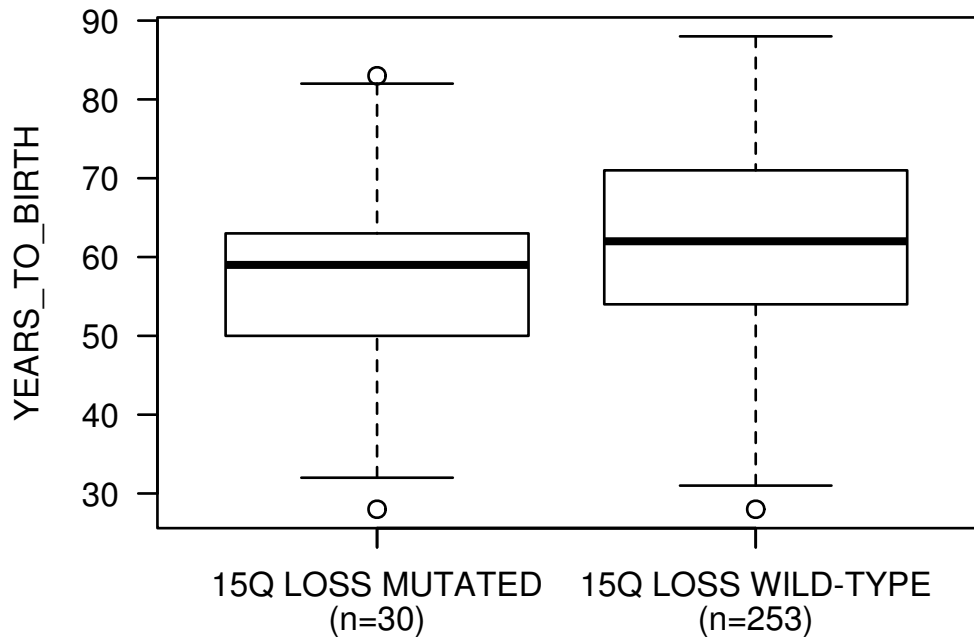 YEARS_TO_BIRTH
90
80
70
60
50
40
30
15Q LOSS MUTATED
(n=30)
15Q LOSS WILD-TYPE
(n=253)